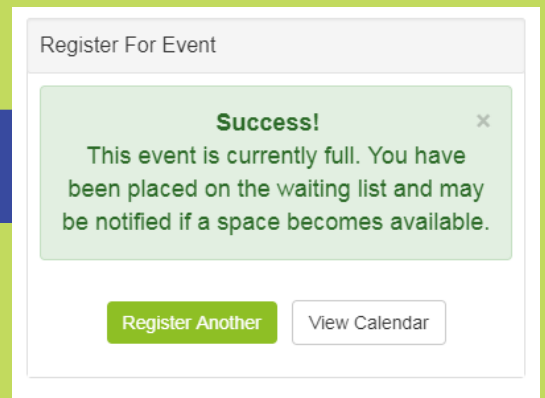 Register For Event
Success!
×
This event is currently full. You have
been placed on the waiting list and may
be notified if a space becomes available.
Register Another
View Calendar